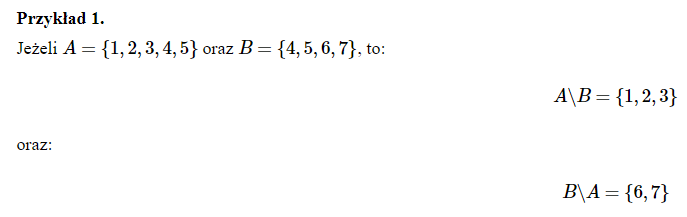 Przykład 1.
Jeżeli A = {1, 2, 3, 4, 5} oraz B = {4, 5, 6, 7}, to:
A\B = {1, 2, 3}
oraz:
B\A = {6, 7}